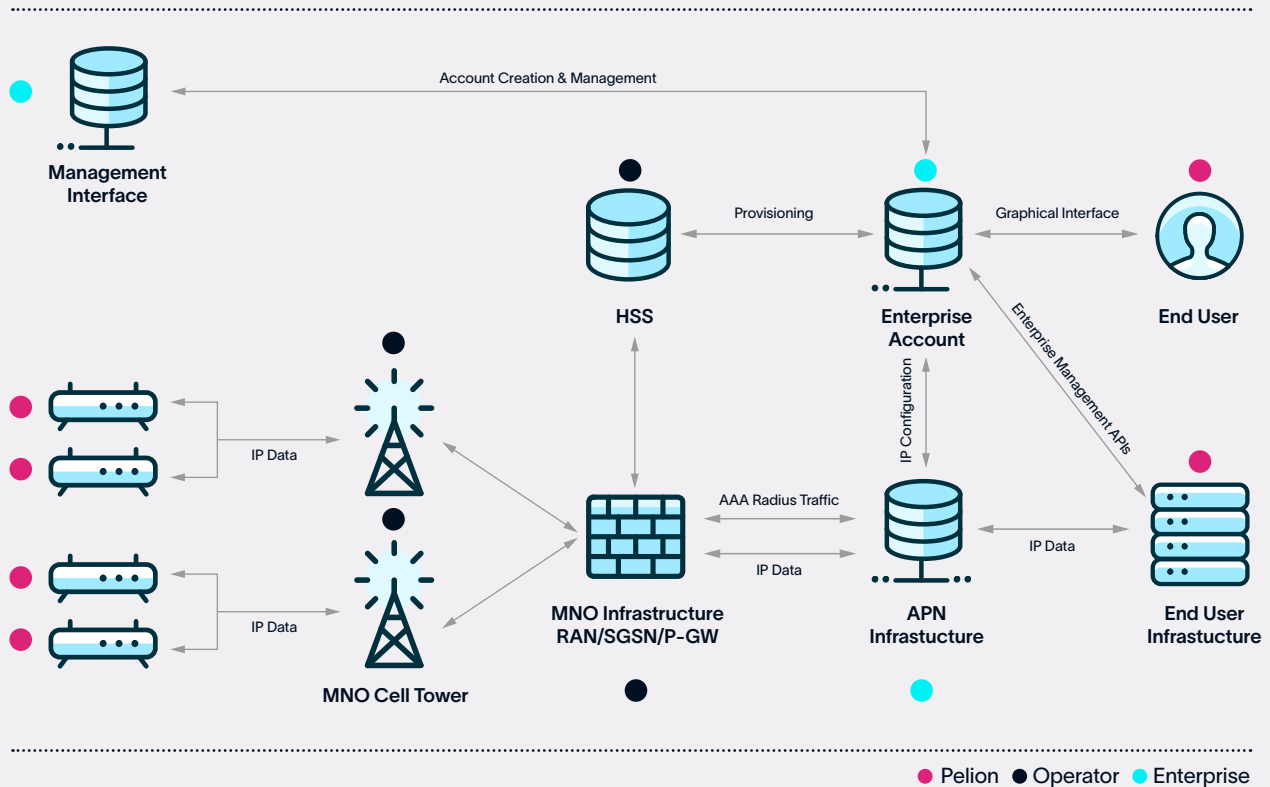 Account Creation & Management
Management
Interface
Provisioning
Graphical Interface
HSS
Enterprise
Account
End User
Enterprise Management APIs
IP Configuration
IP Data
AAA Radius Traffic
IP Data
IP Data
MNO Infrastructure
RAN/SGSN/P-GW
APN
Infrastucture
End User
Infrastucture
IP Data
MNO Cell Tower
Pelion
Operator
Enterprise